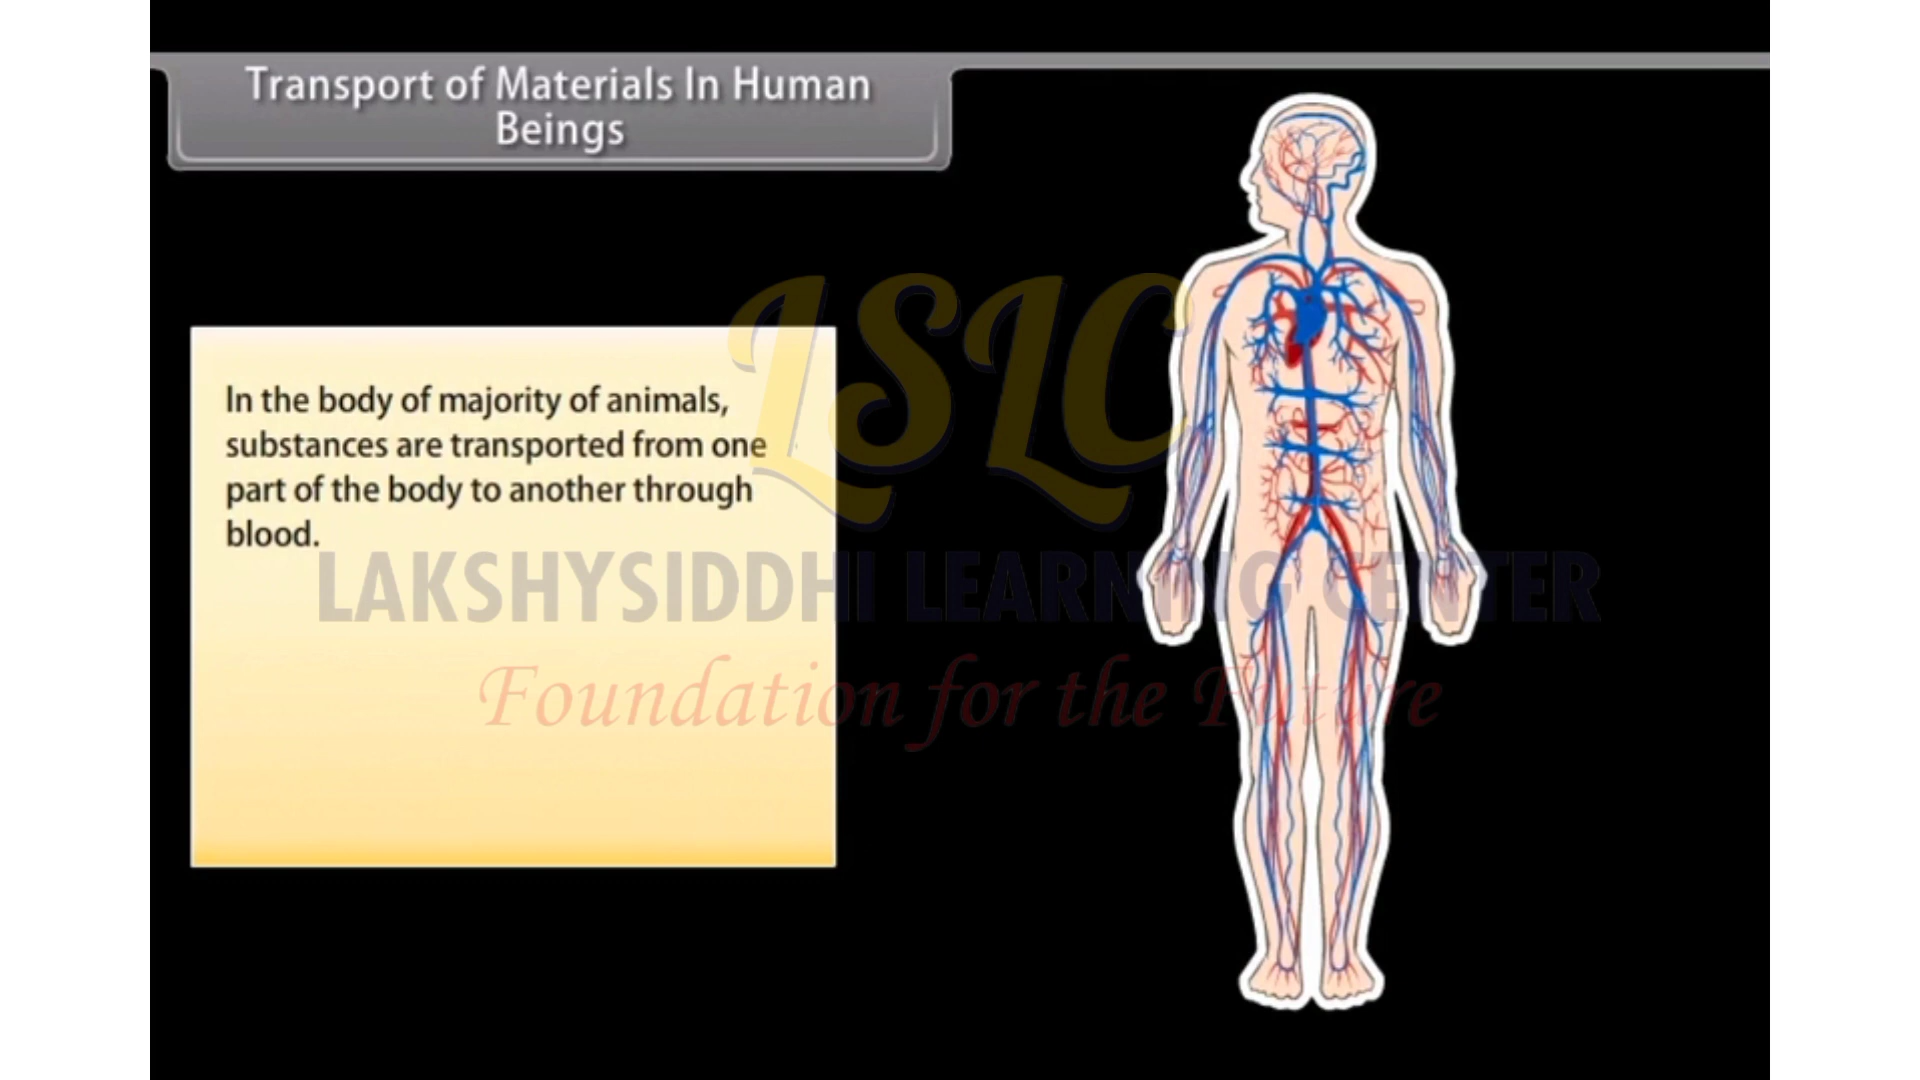 Transport of Materials In Human
Beings
In the body of majority of animals,
substances are transported from one
part of the body to another through
blood.
LSLC
LAKSHYSIDDHI LEARNING CENTER
Foundation for the Future